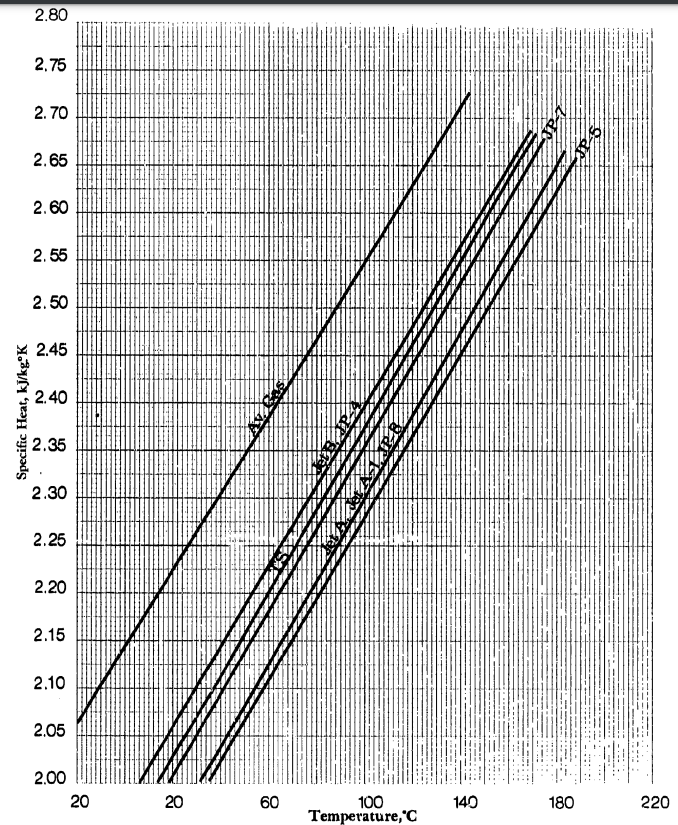 2.80
2.75
2.70
2.65
2.60
2.55
2.50
2.45
2.40
2.35
2.30
2.25
2.20
2.15
2.10
2.05
2.00
Specific Heat, kJ/kg.°K
Av. Gas
Jet B, JP-4
TS
Jet A, Jet A-1, JP 8
JP-7
JP-5
20 20 60 100 140 180 220
Temperature,°C